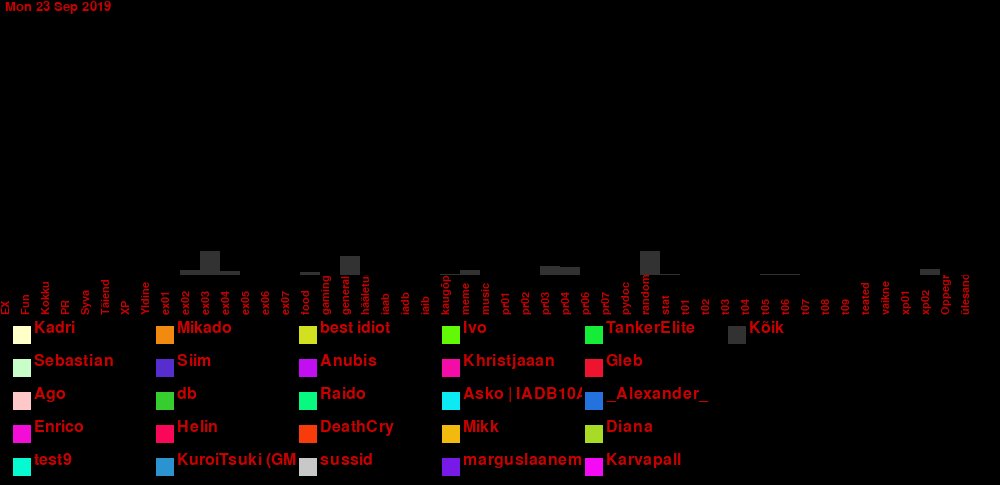 Mon 23 Sep 2019
EX Fun Kokku PR Syva Täiend XP Yldine ex01 ex02 ex03 ex04 ex05 ex06 ex07 food gaming general hääletu iaab iadb iaib kaugõp meme music pr01 pr02 pr03 pr04 pr06 pr07 pydoc random stat t01 t02 t03 t04 t05 t06 t07 t08 t09 teated vaikne xp01 xp02 Oppegr ülesand
Kadri Mikado best idiot Ivo TankerElite Kõik
Sebastian Siim Anubis Khristjaaan Gleb
Ago db Raido Asko | IADB10A _Alexander_
Enrico Helin DeathCry Mikk Diana
test9 KuroiTsuki (GM sussid marguslaanem Karvapall